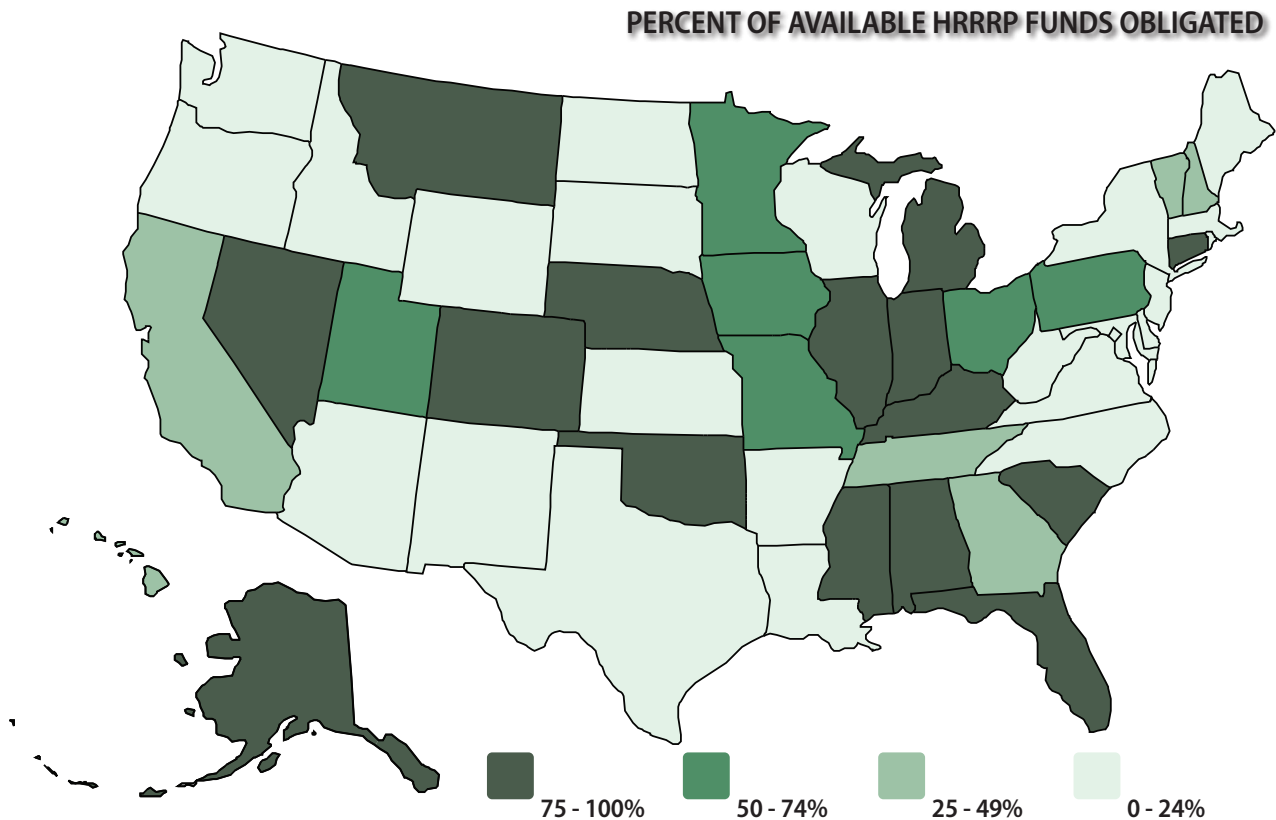 PERCENT OF AVAILABLE HRRRP FUNDS OBLIGATED
75 - 100%
50 - 74%
25 - 49%
0 - 24%